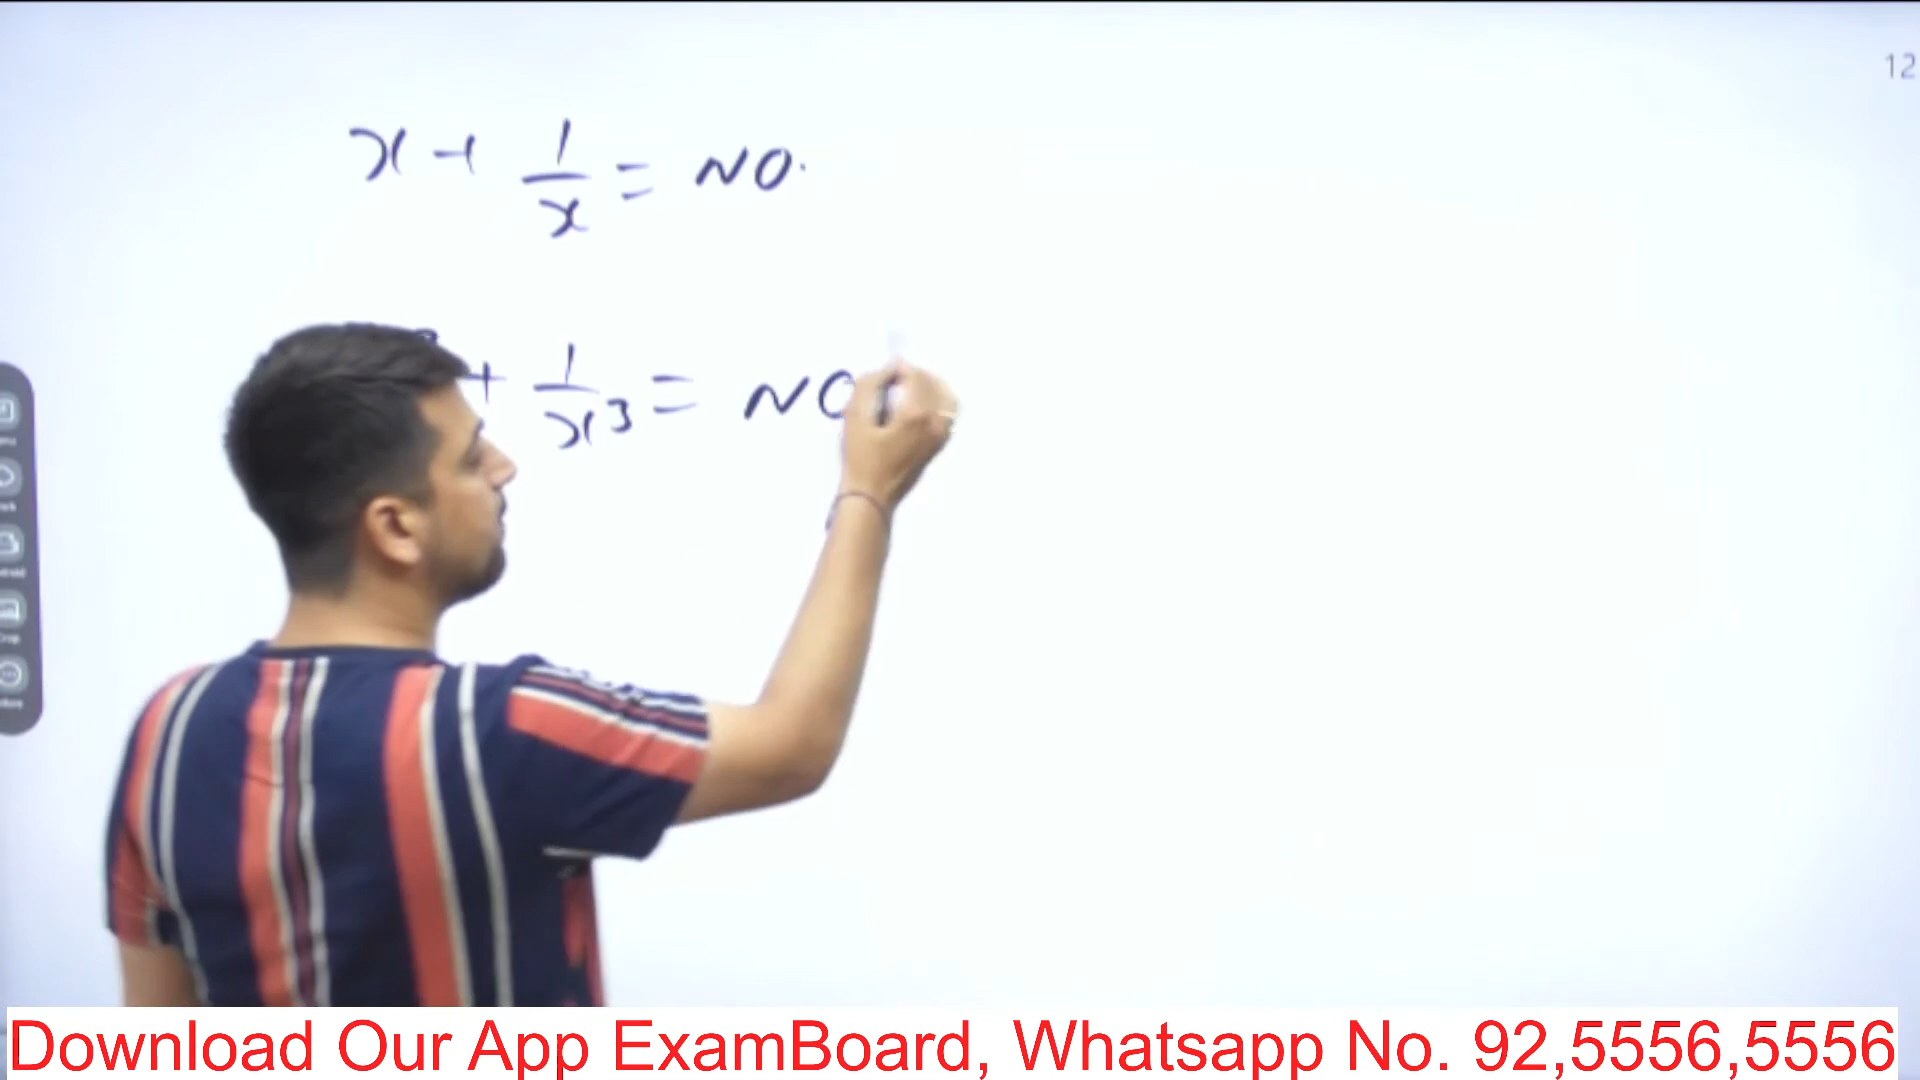 12
x + 1/x = NO.
+ 1/x³ = NO
Download Our App ExamBoard, Whatsapp No. 92,5556,5556